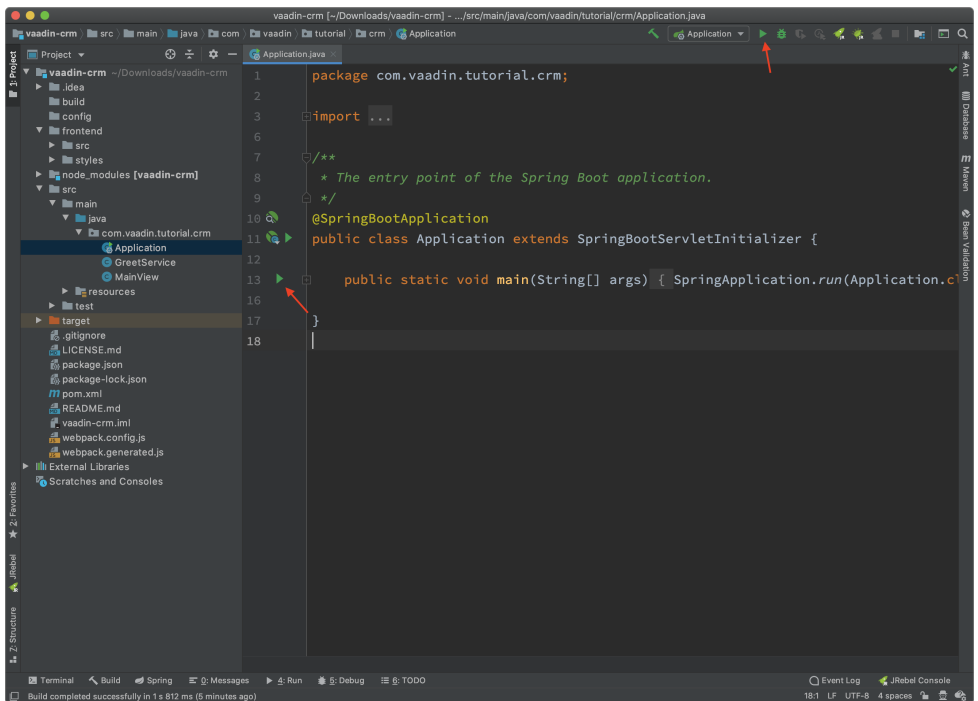 vaadin-crm [~/Downloads/vaadin-crm] - .../src/main/java/com/vaadin/tutorial/crm/Application.java
vaadin-crm src main java com vaadin tutorial crm Application
Application
Project
Application.java
1: Project
vaadin-crm ~/Downloads/vaadin-crm
.idea
build
config
frontend
src
styles
node_modules [vaadin-crm]
src
main
java
com.vaadin.tutorial.crm
Application
GreetService
MainView
resources
test
target
.gitignore
LICENSE.md
package.json
package-lock.json
pom.xml
README.md
vaadin-crm.iml
webpack.config.js
webpack.generated.js
External Libraries
Scratches and Consoles
2: Favorites
JRebel
Z: Structure
1 package com.vaadin.tutorial.crm;
2
3 import ...
6
7 /**
8 * The entry point of the Spring Boot application.
9 */
10 @SpringBootApplication
11 public class Application extends SpringBootServletInitializer {
12
13 public static void main(String[] args) { SpringApplication.run(Application.cl
16
17 }
18
Ant
Database
m Maven
Bean Validation
Terminal Build Spring 0: Messages 4: Run 5: Debug 6: TODO Event Log JRebel Console
Build completed successfully in 1 s 812 ms (5 minutes ago) 18:1 LF UTF-8 4 spaces